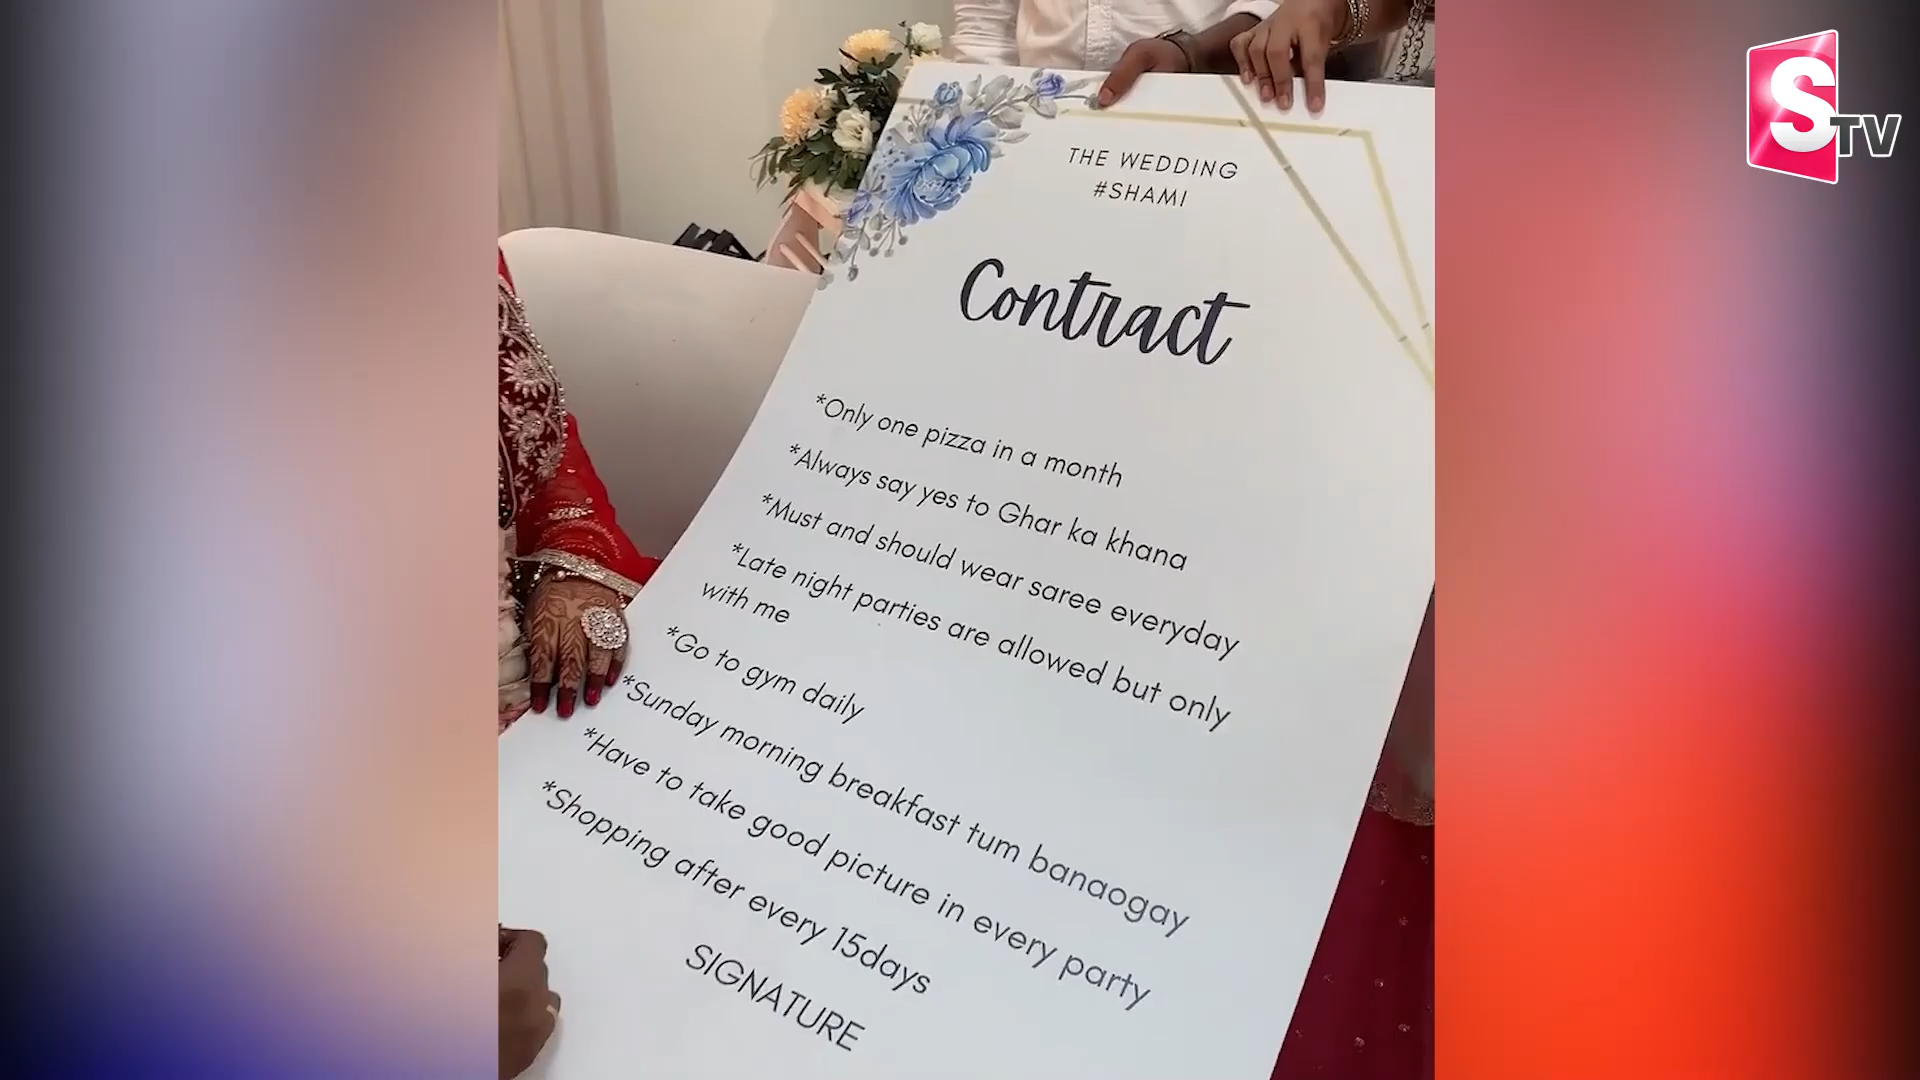 THE WEDDING
#SHAMI
Contract
*Only one pizza in a month
*Always say yes to Ghar ka khana
*Must and should wear saree everyday
*Late night parties are allowed but only
with me
*Go to gym daily
*Sunday morning breakfast tum banaogay
*Have to take good picture in every party
*Shopping after every 15days
SIGNATURE
STV